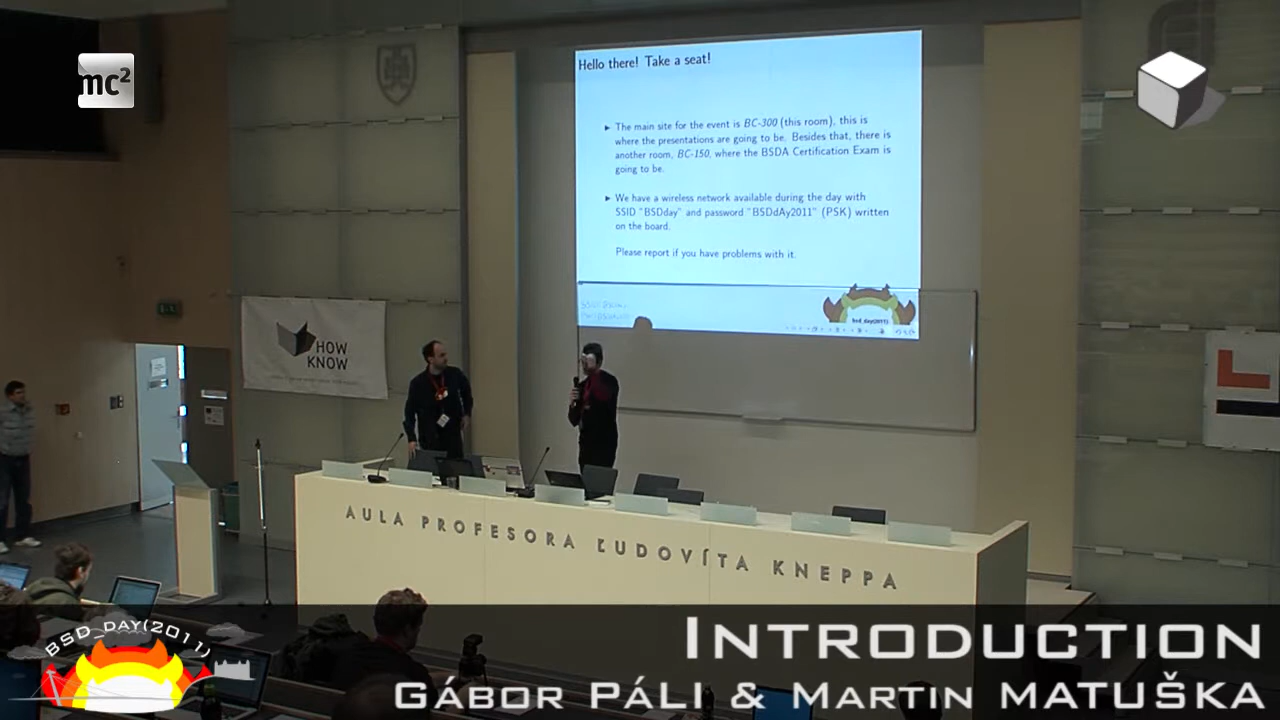 mc²
Hello there! Take a seat!
► The main site for the event is BC-300 (this room), this is
where the presentations are going to be. Besides that, there is
another room, BC-150, where the BSDA Certification Exam is
going to be.
► We have a wireless network available during the day with
SSID "BSDday" and password "BSDdAy2011" (PSK) written
on the board.
Please report if you have problems with it.
bsd_day(2011)
HOW
KNOW
AULA PROFESORA ĽUDOVÍTA KNEPPA
BSD_DAY(2011)
INTRODUCTION
GÁBOR PÁLI & MARTIN MATUŠKA